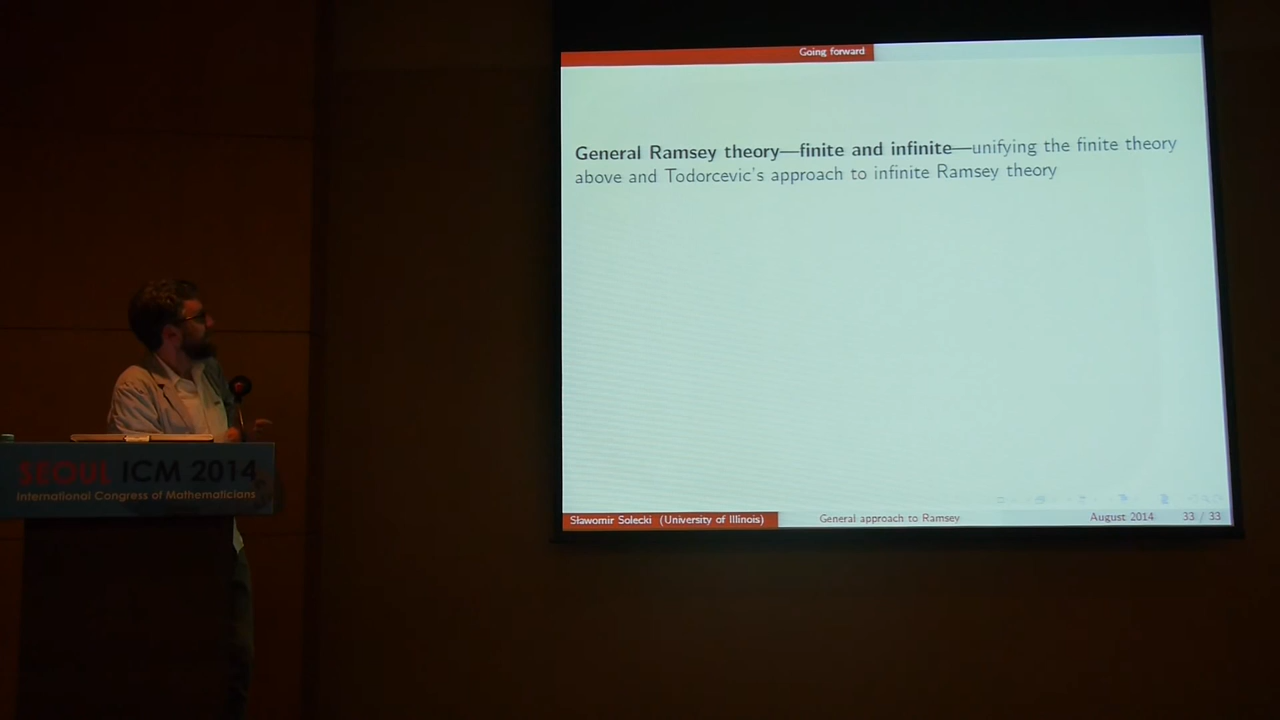 Going forward
General Ramsey theory—finite and infinite—unifying the finite theory
above and Todorcevic's approach to infinite Ramsey theory
Sławomir Solecki (University of Illinois)
General approach to Ramsey
August 2014
33 / 33
SEOUL ICM 2014
International Congress of Mathematicians